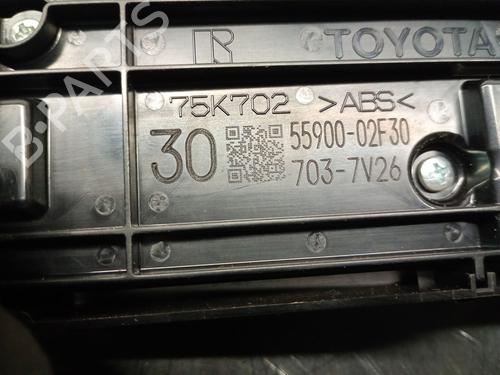 R TOYOTA
75K702 >ABS<
30 55900-02F30
703-7V26
B-PARTS